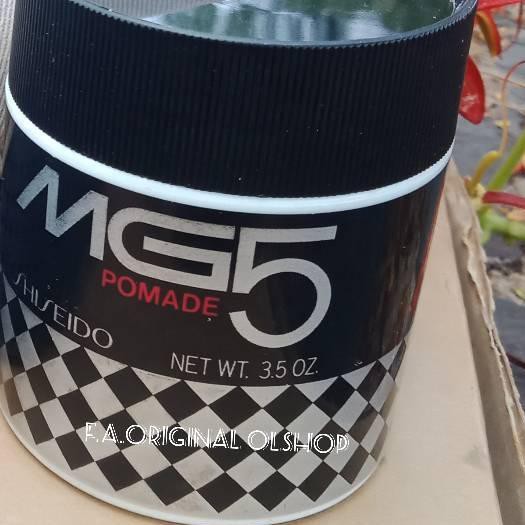 MG5
POMADE
SHISEIDO
NET WT. 3.5 OZ.
F.A.ORIGINAL OLSHOP